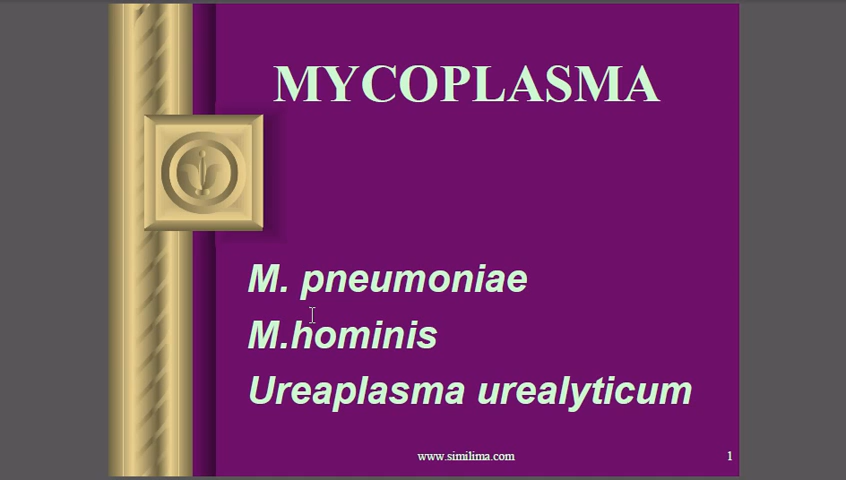 MYCOPLASMA
M. pneumoniae
M.hominis
Ureaplasma urealyticum
www.similima.com 1